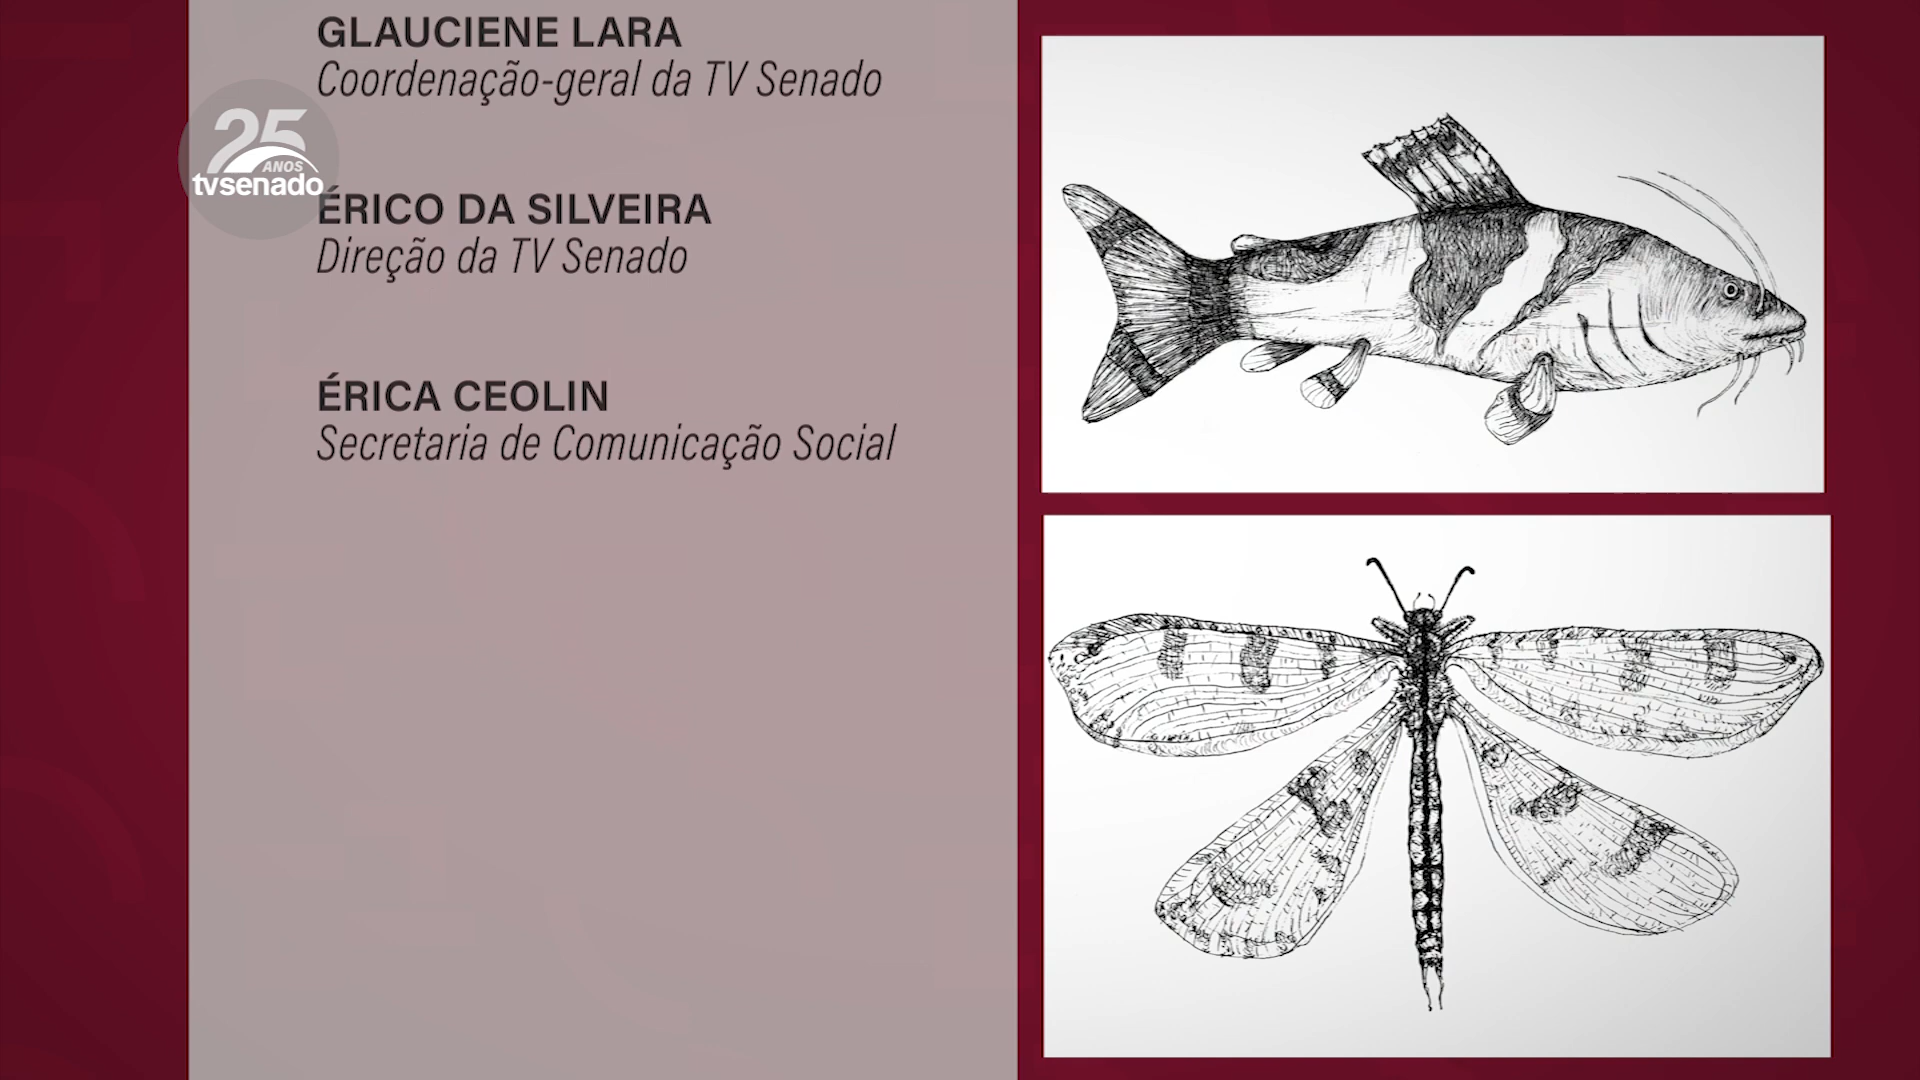 GLAUCIENE LARA
Coordenação-geral da TV Senado
25
ANOS
tvsenado
ÉRICO DA SILVEIRA
Direção da TV Senado
ÉRICA CEOLIN
Secretaria de Comunicação Social